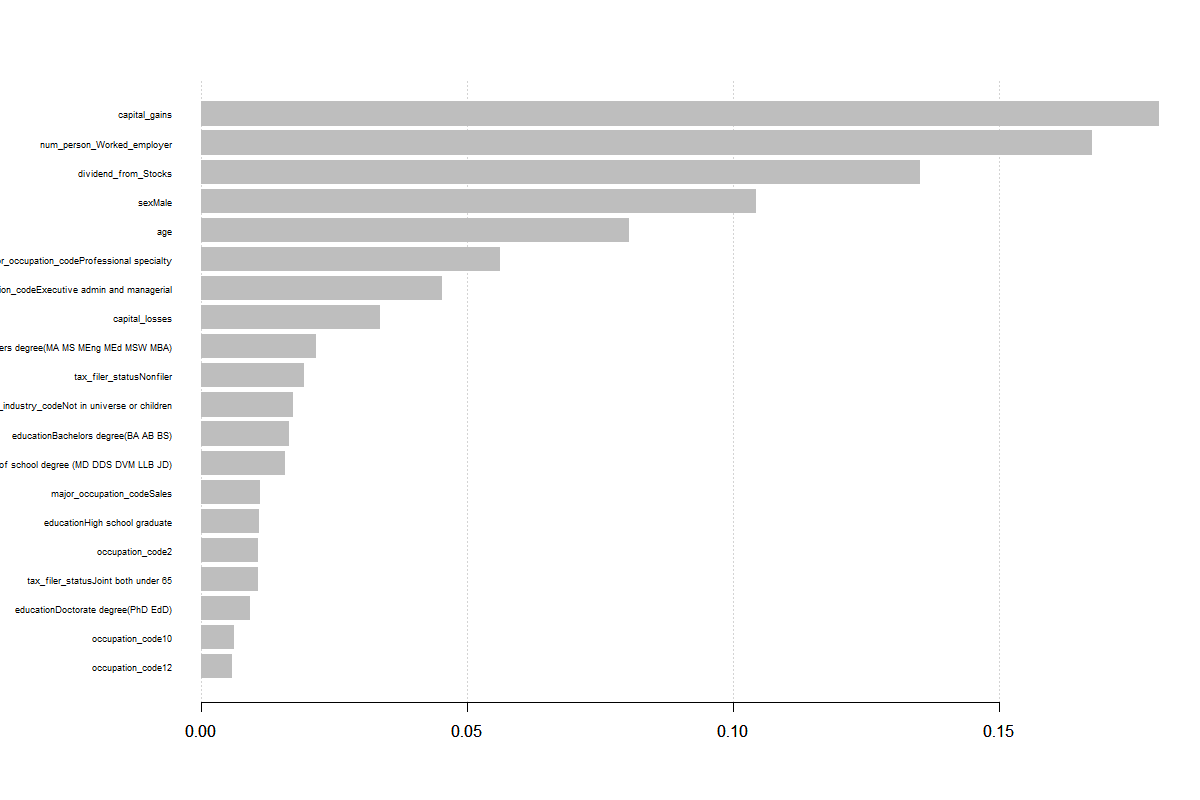 capital_gains
num_person_Worked_employer
dividend_from_Stocks
sexMale
age
r_occupation_codeProfessional specialty
ion_codeExecutive admin and managerial
capital_losses
ers degree(MA MS MEng MEd MSW MBA)
tax_filer_statusNonfiler
_industry_codeNot in universe or children
educationBachelors degree(BA AB BS)
of school degree (MD DDS DVM LLB JD)
major_occupation_codeSales
educationHigh school graduate
occupation_code2
tax_filer_statusJoint both under 65
educationDoctorate degree(PhD EdD)
occupation_code10
occupation_code12
0.00 0.05 0.10 0.15